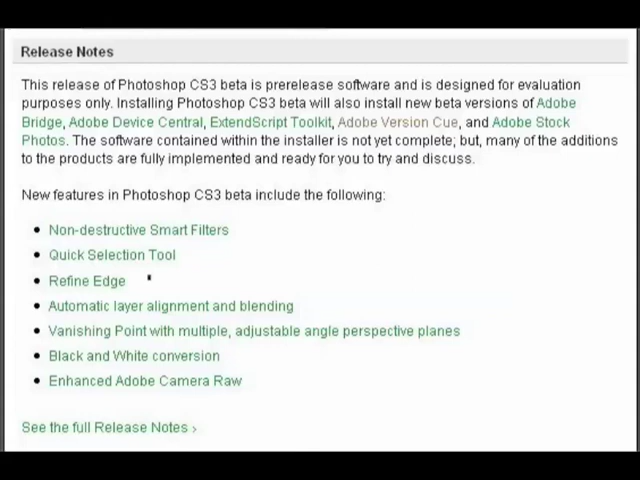 Release Notes
This release of Photoshop CS3 beta is prerelease software and is designed for evaluation
purposes only. Installing Photoshop CS3 beta will also install new beta versions of Adobe
Bridge, Adobe Device Central, ExtendScript Toolkit, Adobe Version Cue, and Adobe Stock
Photos. The software contained within the installer is not yet complete; but, many of the additions
to the products are fully implemented and ready for you to try and discuss.
New features in Photoshop CS3 beta include the following:
• Non-destructive Smart Filters
• Quick Selection Tool
• Refine Edge
• Automatic layer alignment and blending
• Vanishing Point with multiple, adjustable angle perspective planes
• Black and White conversion
• Enhanced Adobe Camera Raw
See the full Release Notes ›